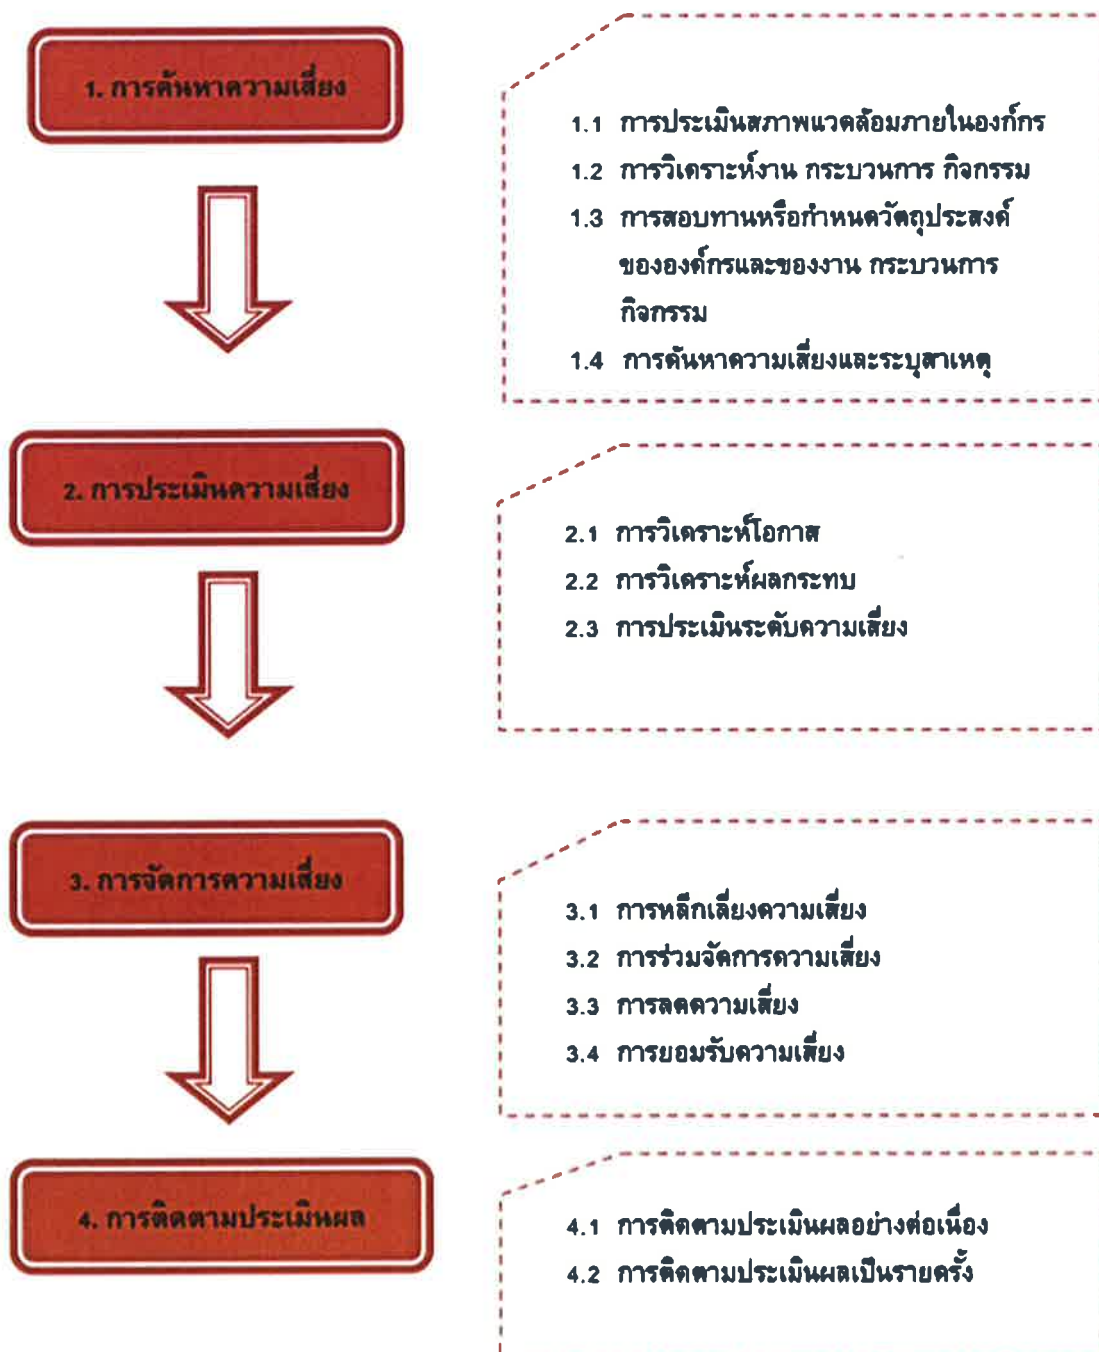 1. การค้นหาความเสี่ยง
1.1 การประเมินสภาพแวดล้อมภายในองก์กร
1.2 การวิเคราะห์งาน กระบวนการ กิจกรรม
1.3 การสอบทานหรือกำหนดวัตถุประสงค์
ขององค์กรและของงาน กระบวนการ
กิจกรรม
1.4 การค้นหาความเสี่ยงและระบุสาเหตุ
2. การประเมินความเสี่ยง
2.1 การวิเคราะห์โอกาส
2.2 การวิเคราะห์ผลกระทบ
2.3 การประเมินระดับความเสี่ยง
3. การจัดการความเสี่ยง
3.1 การหลีกเลี่ยงความเสี่ยง
3.2 การร่วมจัดการความเสี่ยง
3.3 การลดความเสี่ยง
3.4 การยอมรับความเสี่ยง
4. การติดตามประเมินผล
4.1 การติดตามประเมินผลอย่างต่อเนื่อง
4.2 การติดตามประเมินผลเป็นรายครั้ง